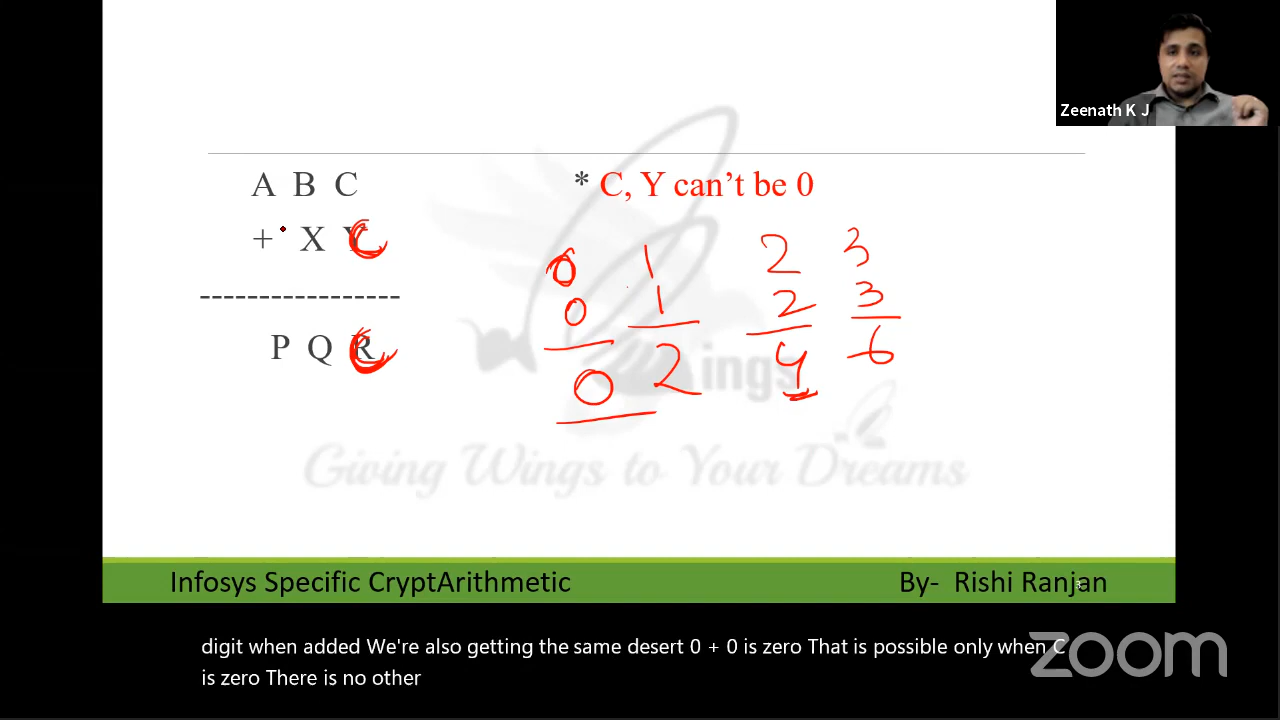 Zeenath K J
A B C
* C, Y can't be 0
+ X Y C
------------------
P Q R C
0 1 2 3
0 1 2 3
0 2 4 6
ings
Giving Wings to Your Dreams
Infosys Specific CryptArithmetic
By- Rishi Ranjan
digit when added We're also getting the same desert 0 + 0 is zero That is possible only when C
is zero There is no other
zoom